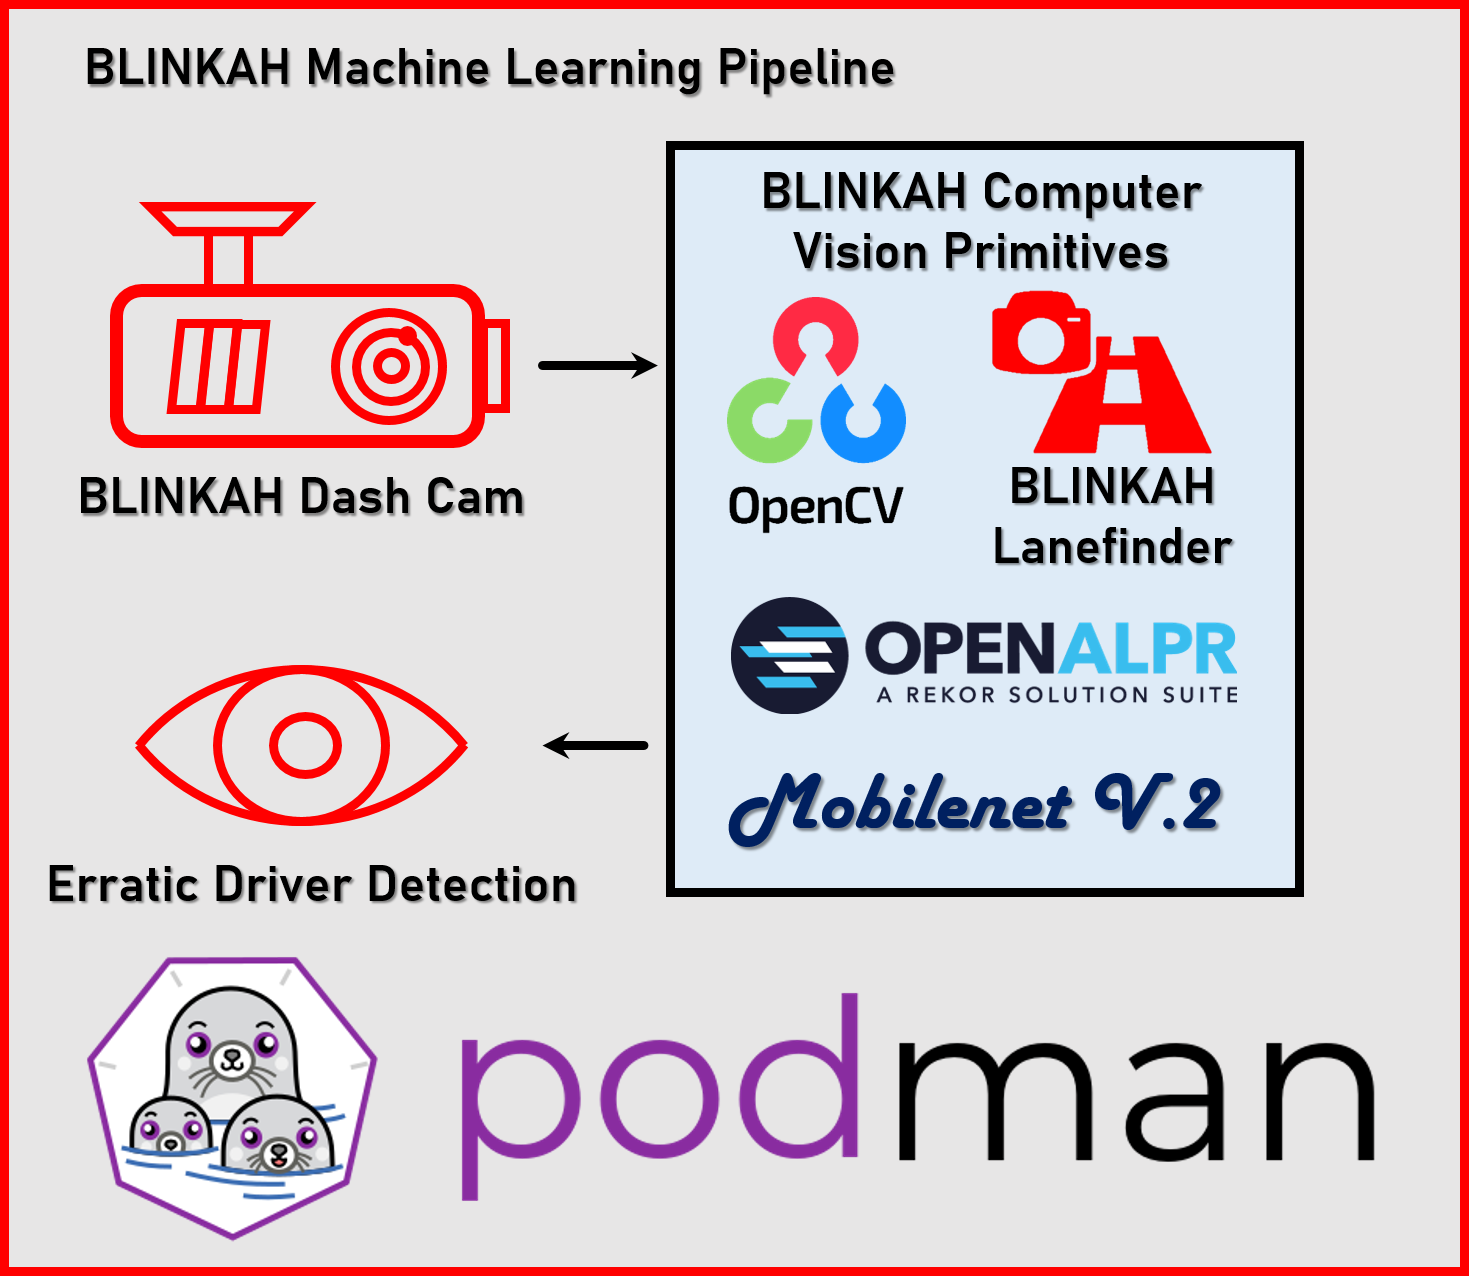 BLINKAH Machine Learning Pipeline
BLINKAH Computer
Vision Primitives
BLINKAH Dash Cam
OpenCV
BLINKAH
Lanefinder
OPENALPR
A REKOR SOLUTION SUITE
Mobilenet V.2
Erratic Driver Detection
podman